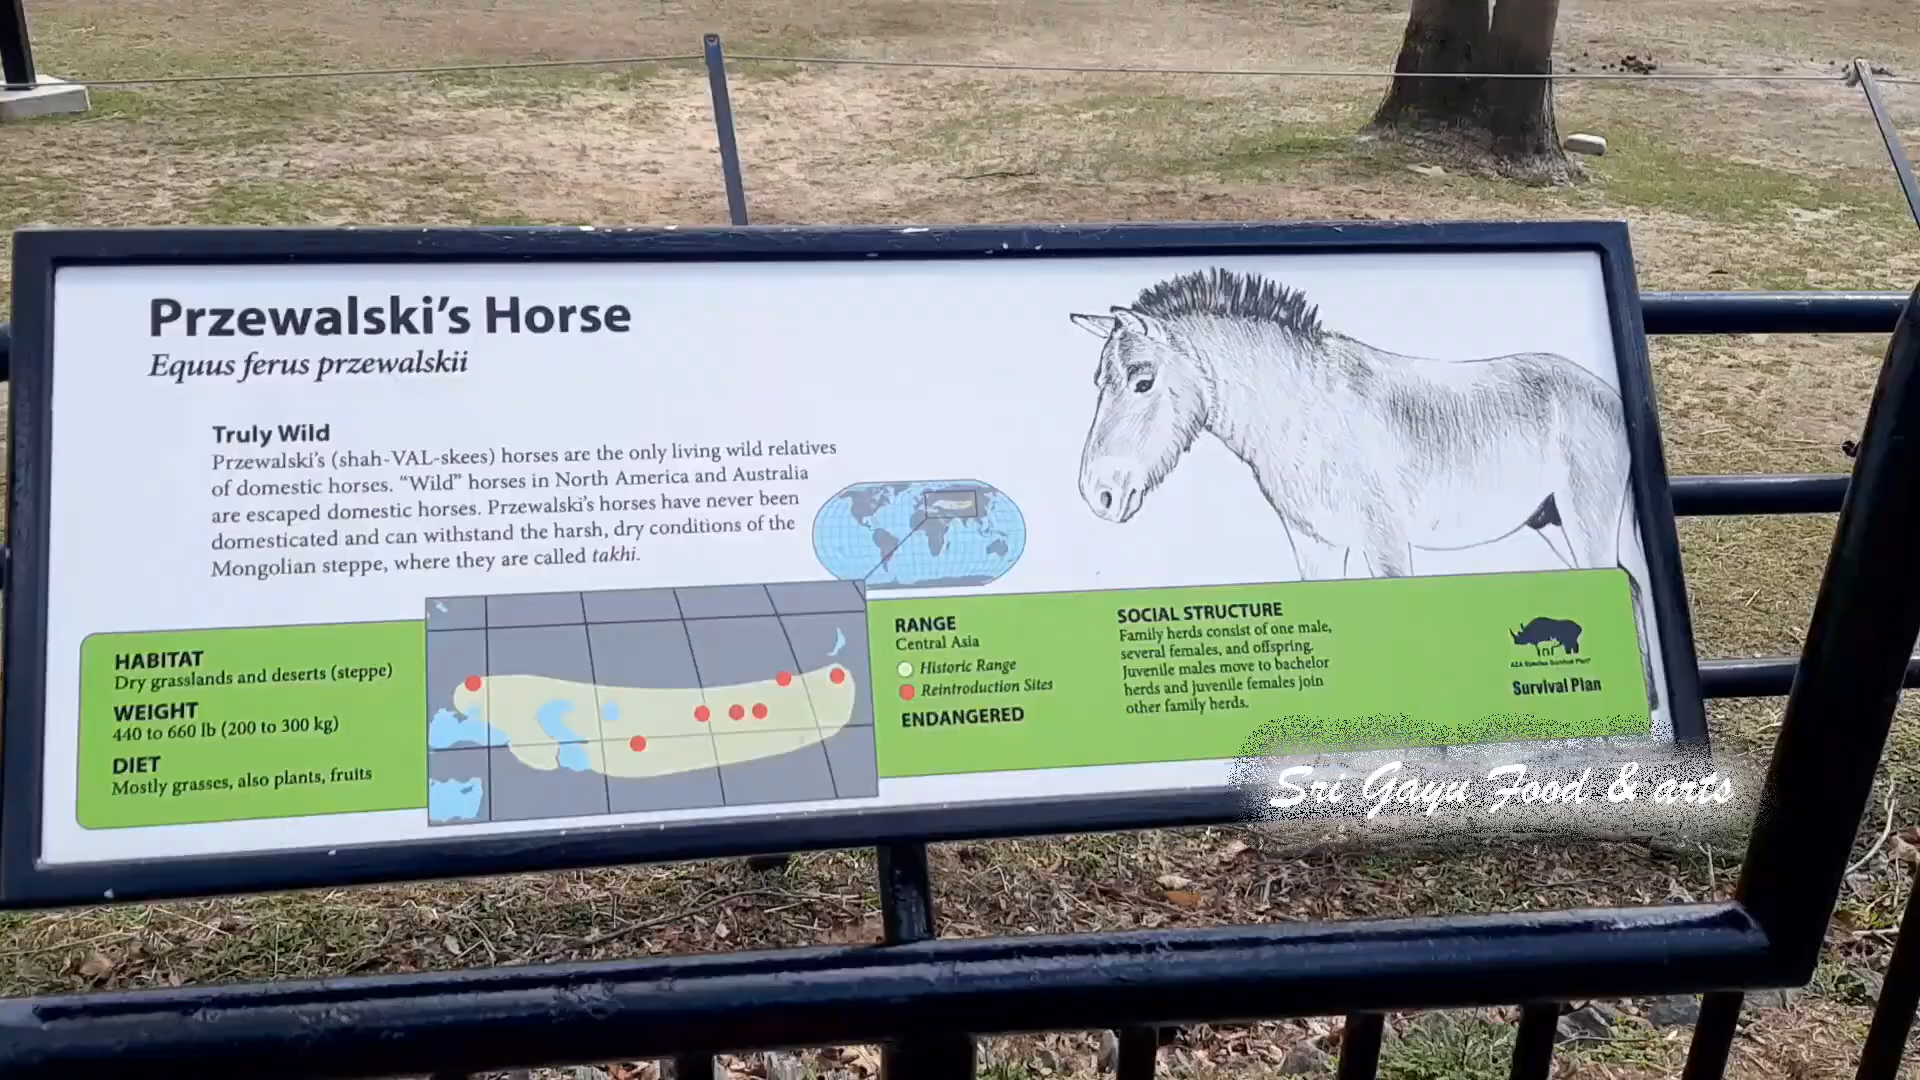 Przewalski's Horse
Equus ferus przewalskii
Truly Wild
Przewalski's (shah-VAL-skees) horses are the only living wild relatives
of domestic horses. “Wild” horses in North America and Australia
are escaped domestic horses. Przewalski's horses have never been
domesticated and can withstand the harsh, dry conditions of the
Mongolian steppe, where they are called takhi.
HABITAT
Dry grasslands and deserts (steppe)
WEIGHT
440 to 660 lb (200 to 300 kg)
DIET
Mostly grasses, also plants, fruits
RANGE
Central Asia
Historic Range
Reintroduction Sites
ENDANGERED
SOCIAL STRUCTURE
Family herds consist of one male,
several females, and offspring.
Juvenile males move to bachelor
herds and juvenile females join
other family herds.
AZA Species Survival Plan
Survival Plan
Sri Gayu Food & arts